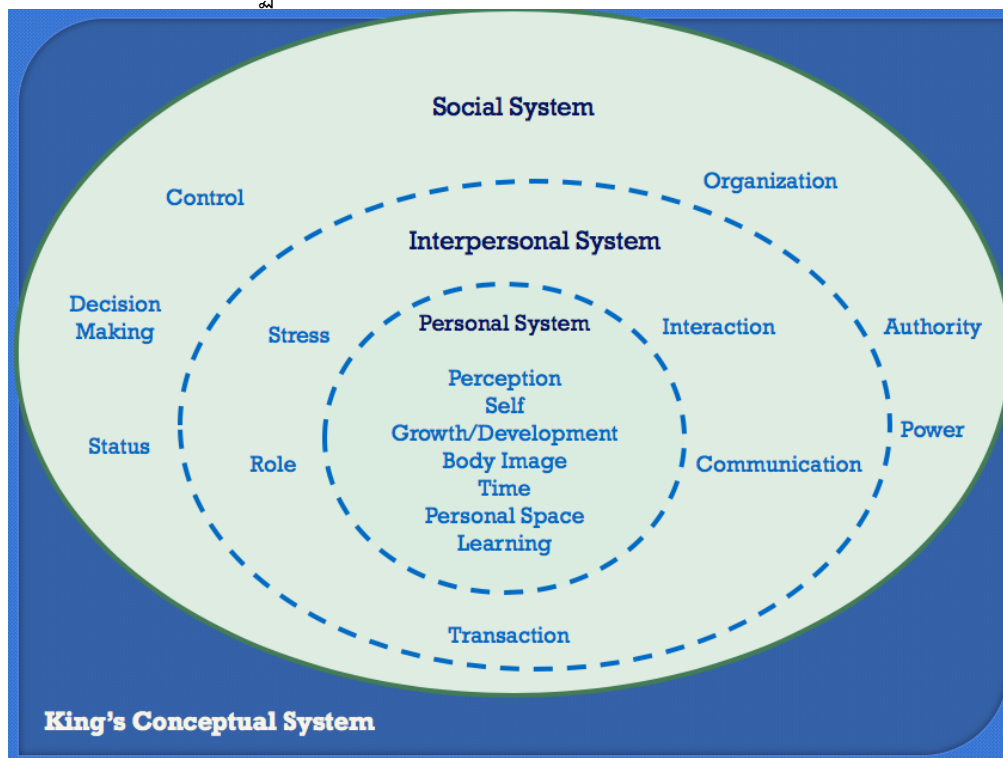 Social System
Control
Organization
Interpersonal System
Decision
Making
Stress
Personal System
Interaction
Authority
Perception
Self
Growth/Development
Body Image
Time
Personal Space
Learning
Status
Role
Communication
Power
Transaction
King's Conceptual System